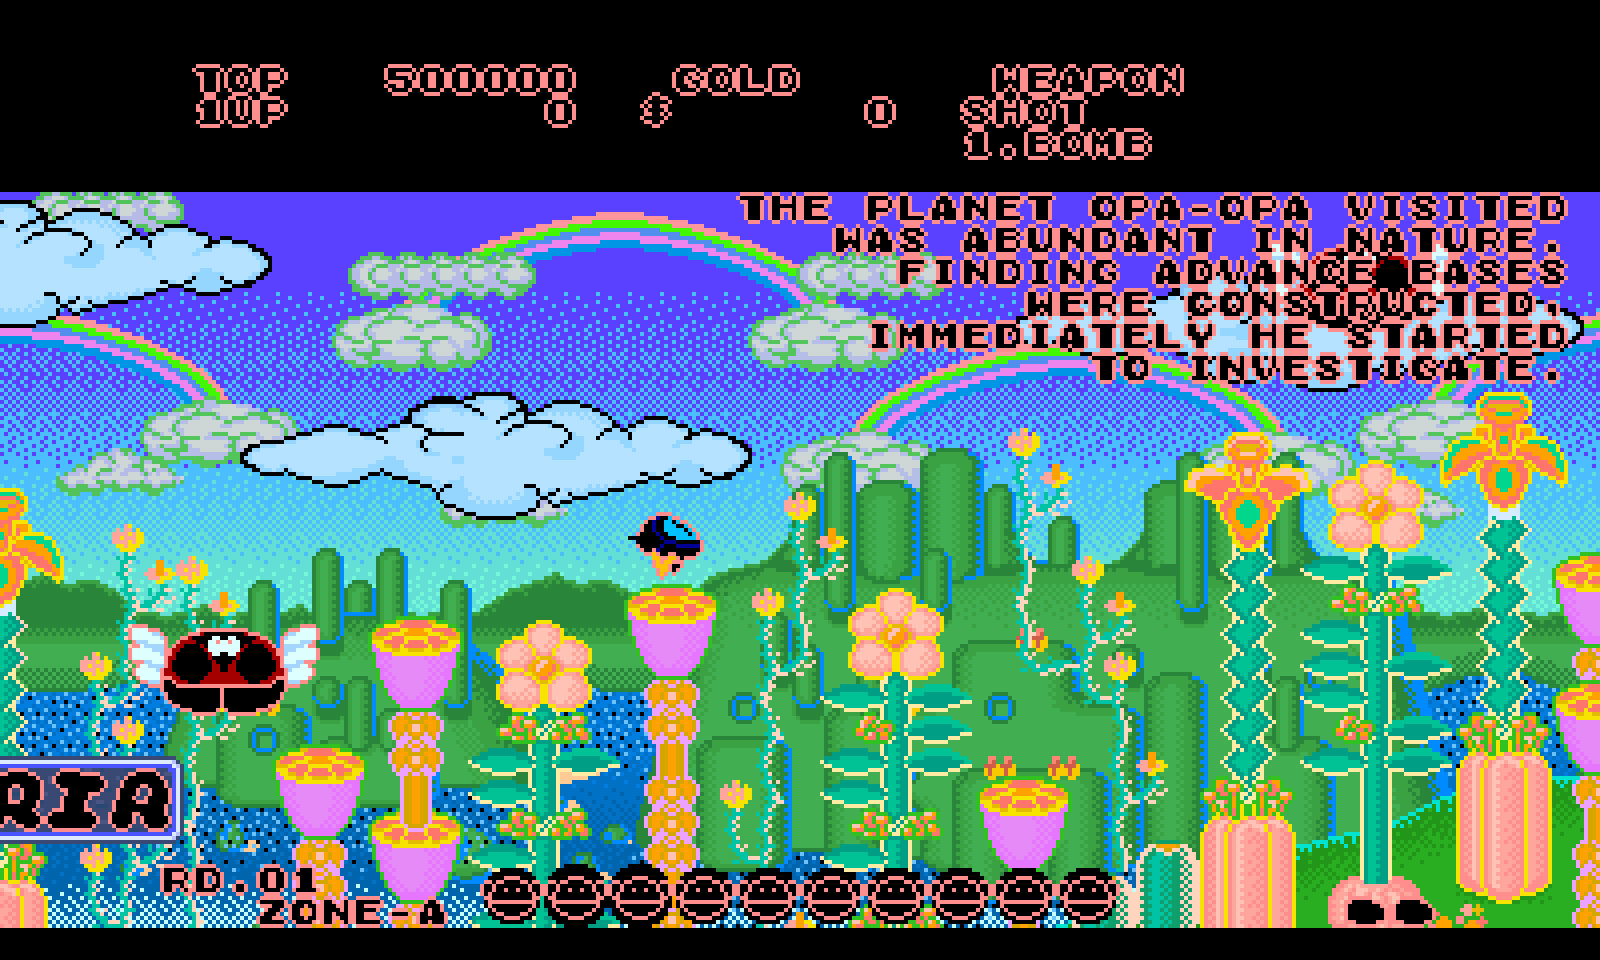 TOP 500000 GOLD WEAPON
1UP 0 $ 0 SHOT
1.BOMB
THE PLANET OPA-OPA VISITED
WAS ABUNDANT IN NATURE.
FINDING ADVANCE BASES
WERE CONSTRUCTED.
IMMEDIATELY HE STARTED
TO INVESTIGATE.
RIA
RD.01
ZONE-A